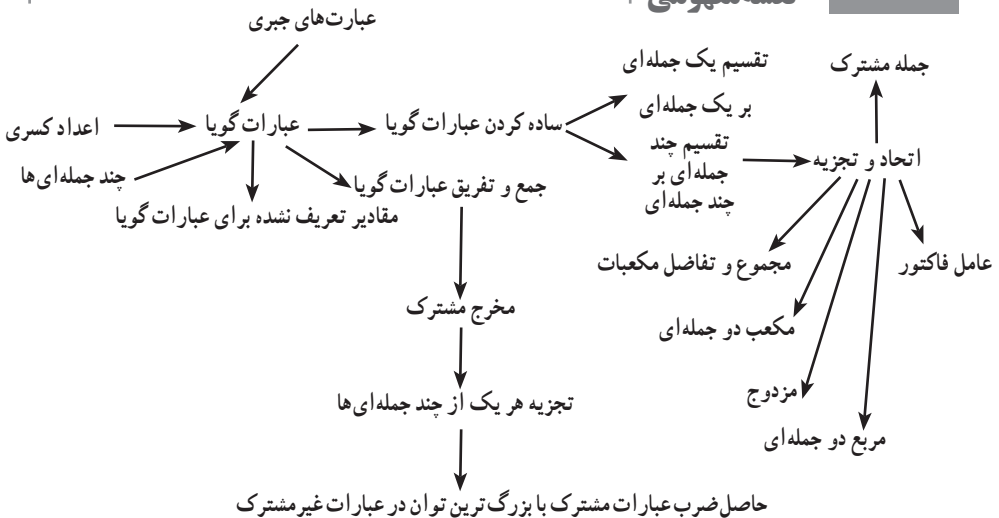 نقشه مفهومی
عبارت‌های جبری
اعداد کسری
عبارات گویا
چند جمله‌ای‌ها
ساده کردن عبارات گویا
مقادیر تعریف نشده برای عبارات گویا
جمع و تفریق عبارات گویا
مخرج مشترک
تجزیه هر یک از چند جمله‌ای‌ها
حاصل‌ضرب عبارات مشترک با بزرگ‌ترین توان در عبارات غیرمشترک
تقسیم یک جمله‌ای
بر یک جمله‌ای
تقسیم چند
جمله‌ای بر
چند جمله‌ای
اتحاد و تجزیه
جمله مشترک
عامل فاکتور
مجموع و تفاضل مکعبات
مکعب دو جمله‌ای
مزدوج
مربع دو جمله‌ای